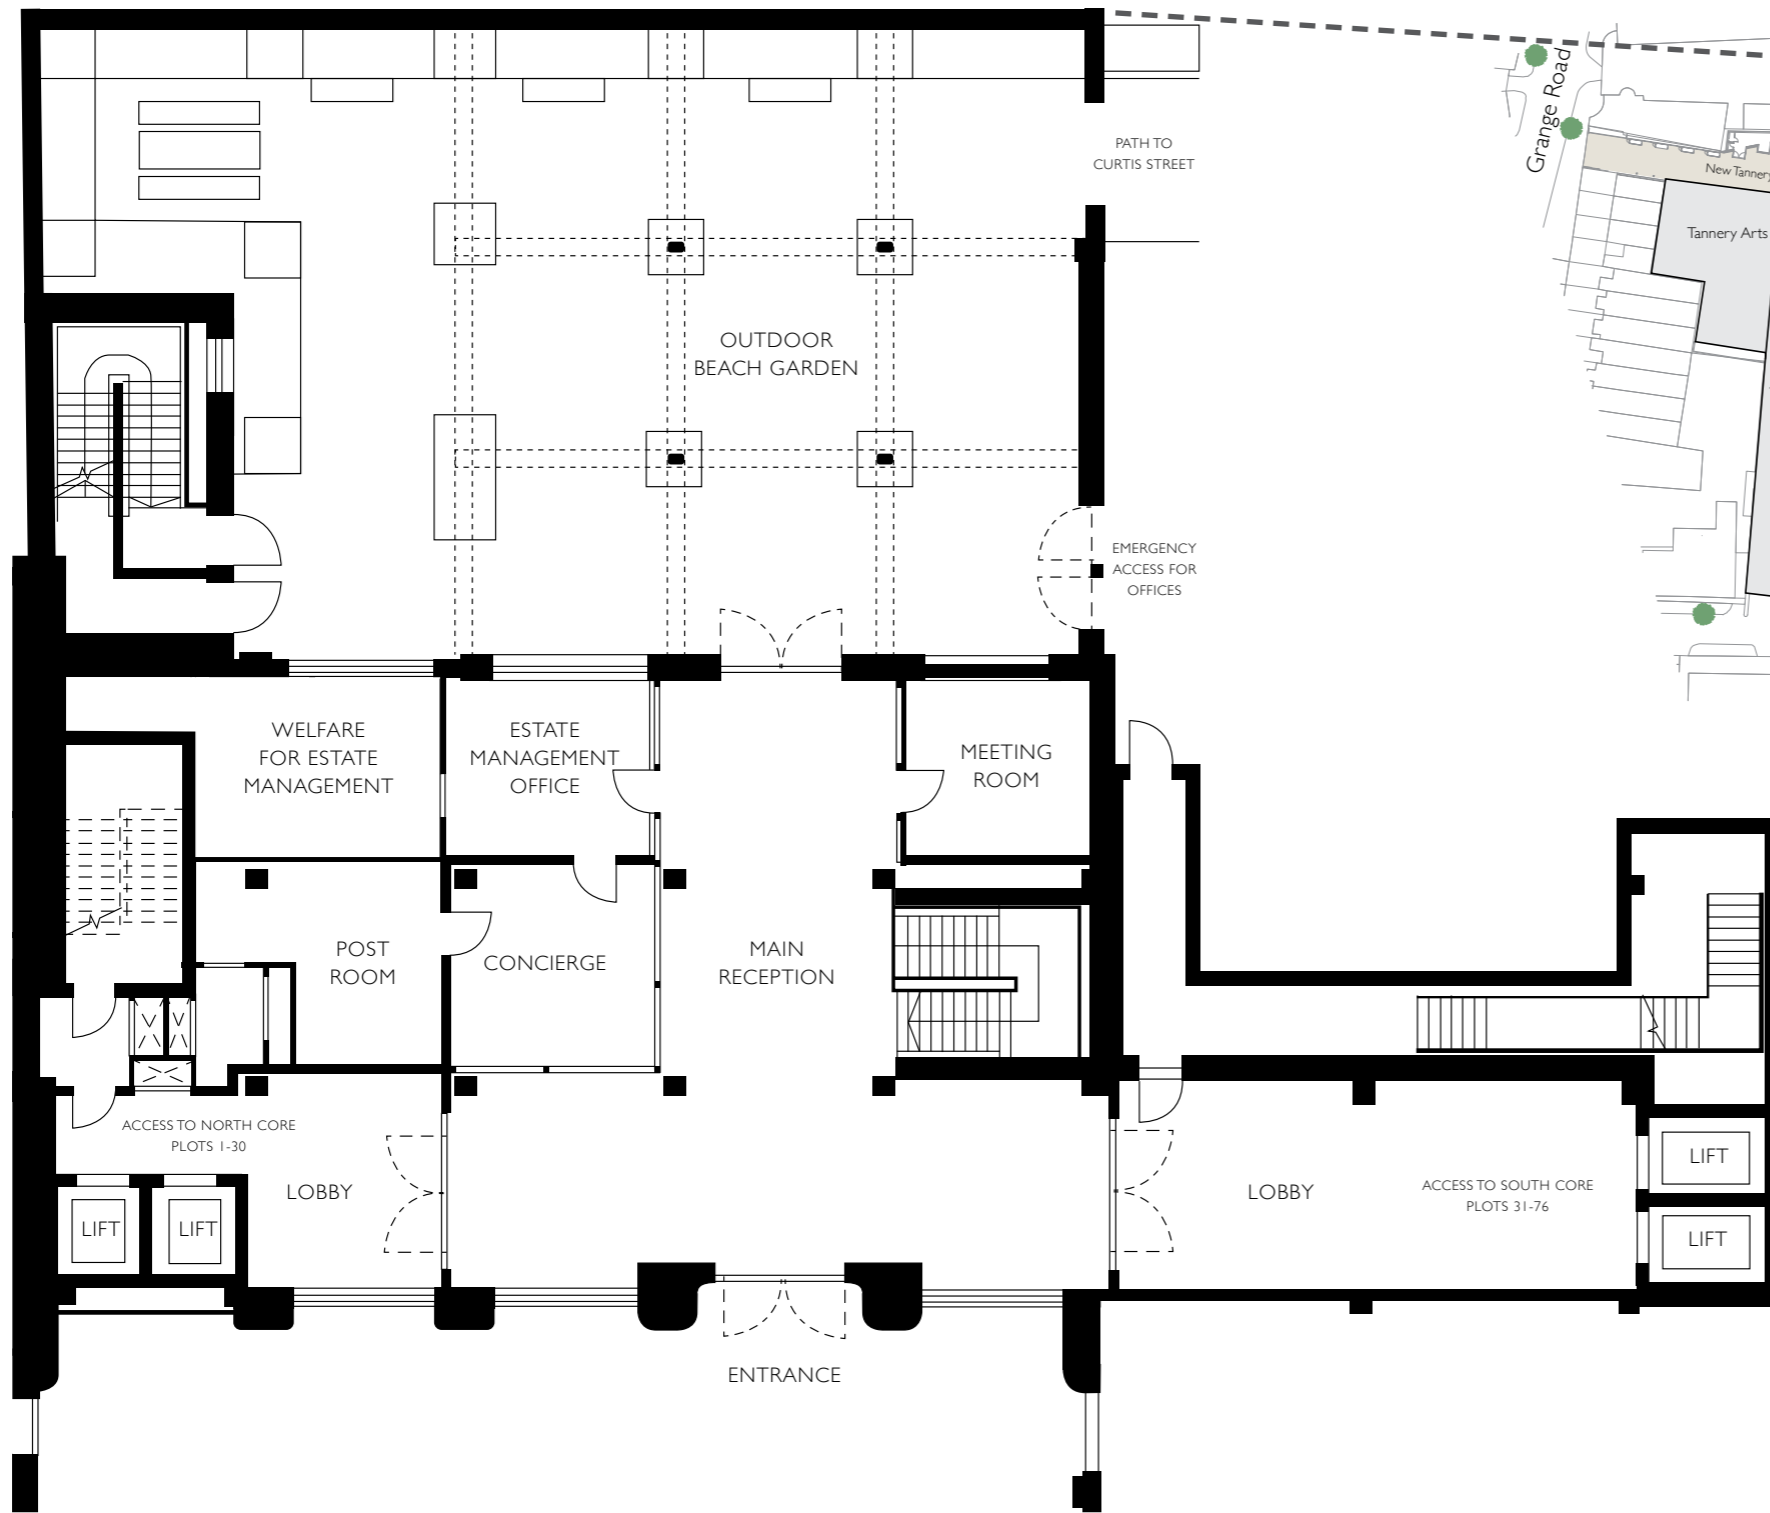 Grange Road
New Tannery
Tannery Arts
PATH TO
CURTIS STREET
OUTDOOR
BEACH GARDEN
EMERGENCY
ACCESS FOR
OFFICES
WELFARE
FOR ESTATE
MANAGEMENT
ESTATE
MANAGEMENT
OFFICE
MEETING
ROOM
POST
ROOM
CONCIERGE
MAIN
RECEPTION
ACCESS TO NORTH CORE
PLOTS 1-30
LOBBY
LIFT
LIFT
LOBBY
ACCESS TO SOUTH CORE
PLOTS 31-76
LIFT
LIFT
ENTRANCE